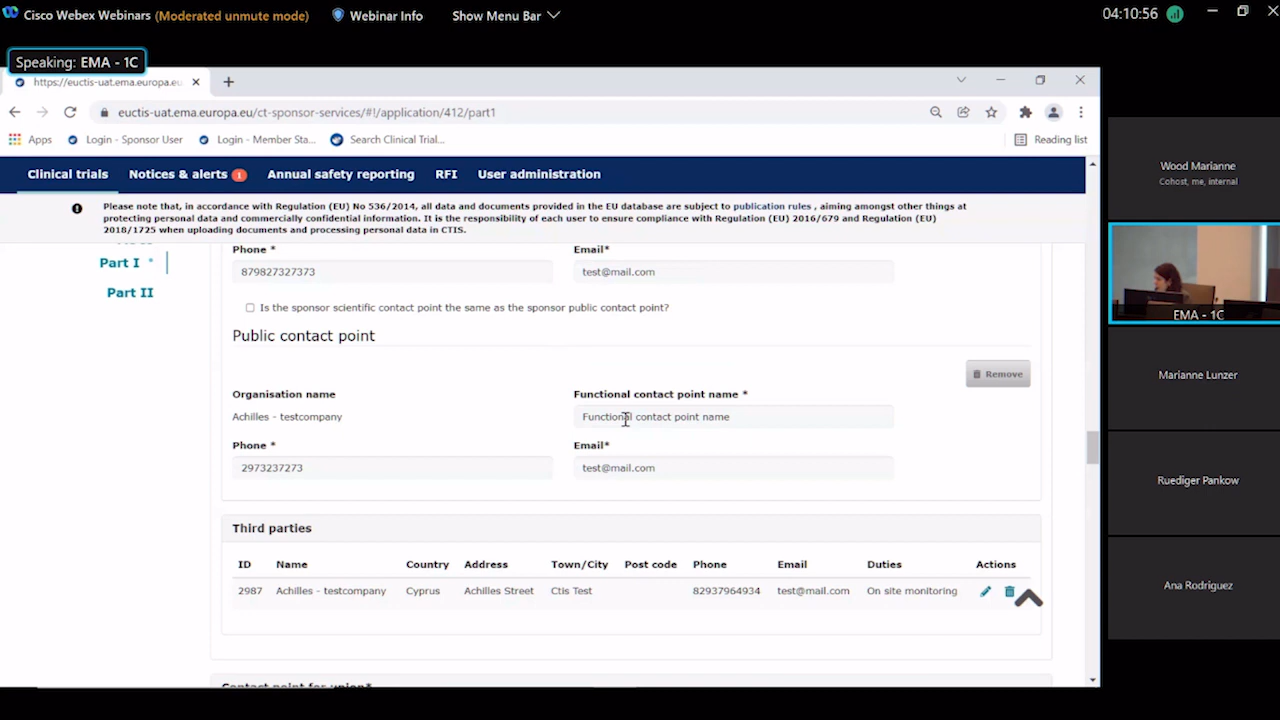 Cisco Webex Webinars (Moderated unmute mode) Webinar Info Show Menu Bar 04:10:56
Speaking: EMA - 1C
https://euctis-uat.ema.europa.eu
euctis-uat.ema.europa.eu/ct-sponsor-services/#!/application/412/part1
Apps Login - Sponsor User Login - Member Sta... Search Clinical Trial... Reading list
Clinical trials Notices & alerts 1 Annual safety reporting RFI User administration
Please note that, in accordance with Regulation (EU) No 536/2014, all data and documents provided in the EU database are subject to publication rules , aiming amongst other things at
protecting personal data and commercially confidential information. It is the responsibility of each user to ensure compliance with Regulation (EU) 2016/679 and Regulation (EU)
2018/1725 when uploading documents and processing personal data in CTIS.
Part I *
Part II
Phone * Email*
879827327373 test@mail.com
Is the sponsor scientific contact point the same as the sponsor public contact point?
Public contact point
Remove
Organisation name Functional contact point name *
Achilles - testcompany Functional contact point name
Phone * Email*
2973237273 test@mail.com
Third parties
ID Name Country Address Town/City Post code Phone Email Duties Actions
2987 Achilles - testcompany Cyprus Achilles Street Ctis Test 82937964934 test@mail.com On site monitoring
Contact point for union*
Wood Marianne
Cohost, me, internal
EMA - 1C
Marianne Lunzer
Ruediger Pankow
Ana Rodriguez